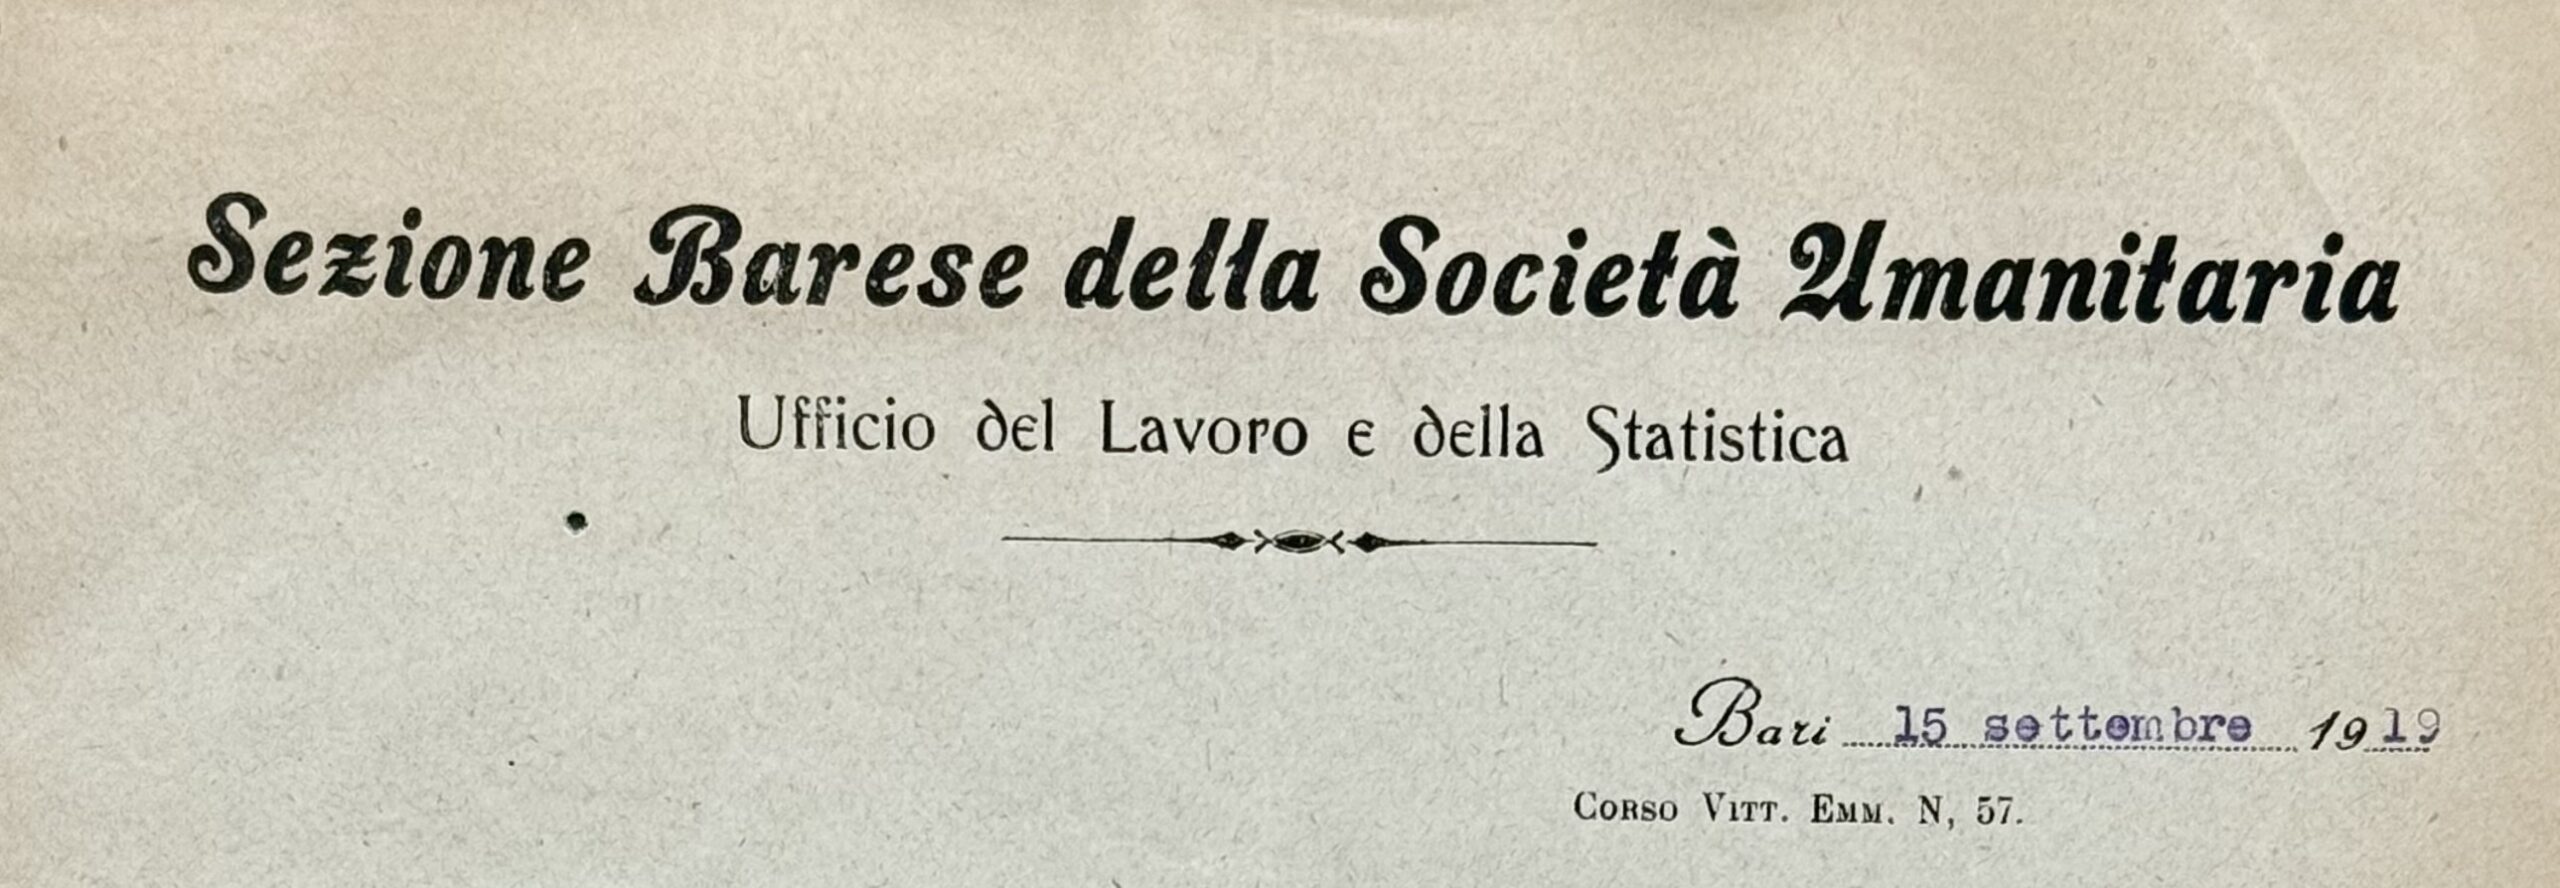 Sezione Barese della Società Umanitaria
Ufficio del Lavoro e della Statistica
Bari 15 settembre 1919
Corso Vitt. Emm. N, 57.